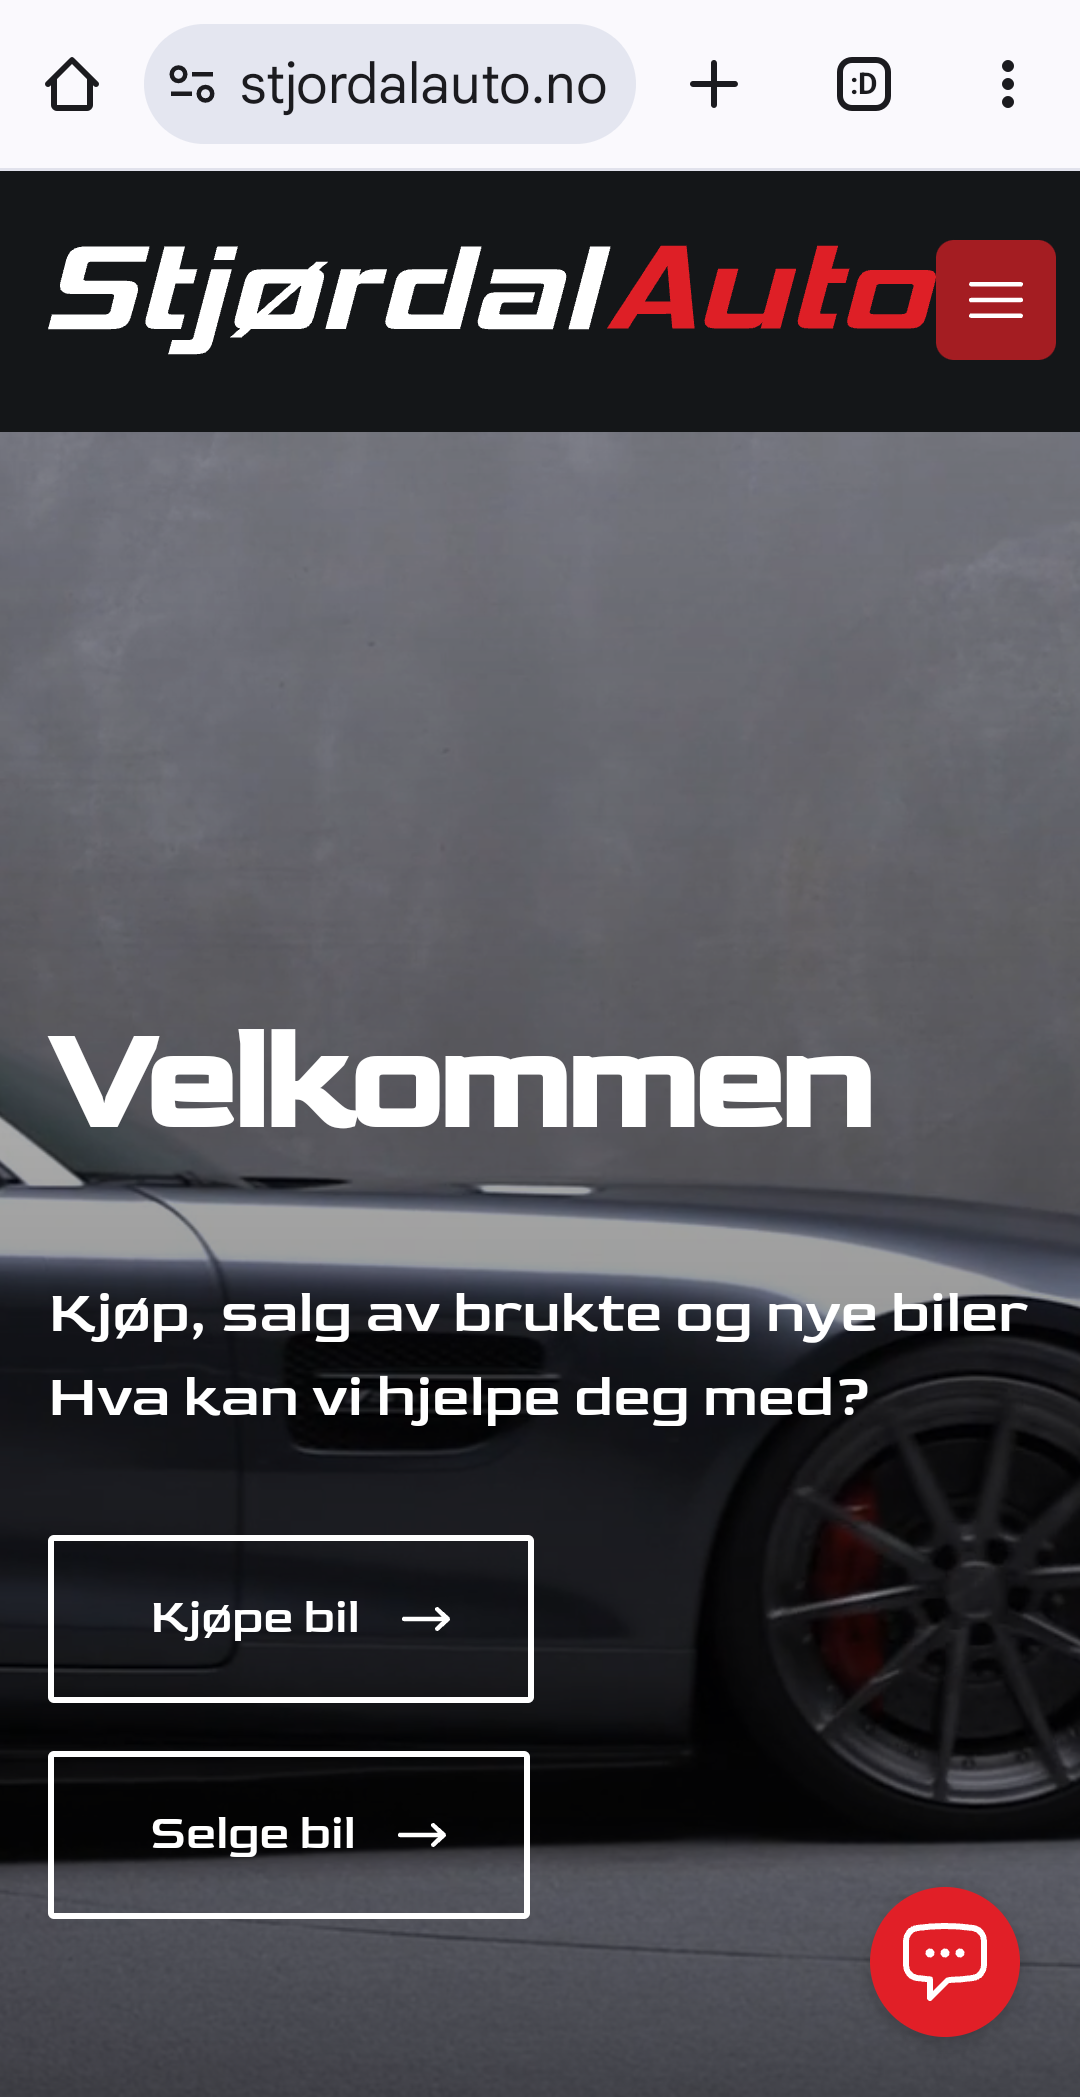 stjordalauto.no
:D
StjørdalAuto
Velkommen
Kjøp, salg av brukte og nye biler
Hva kan vi hjelpe deg med?
Kjøpe bil →
Selge bil →